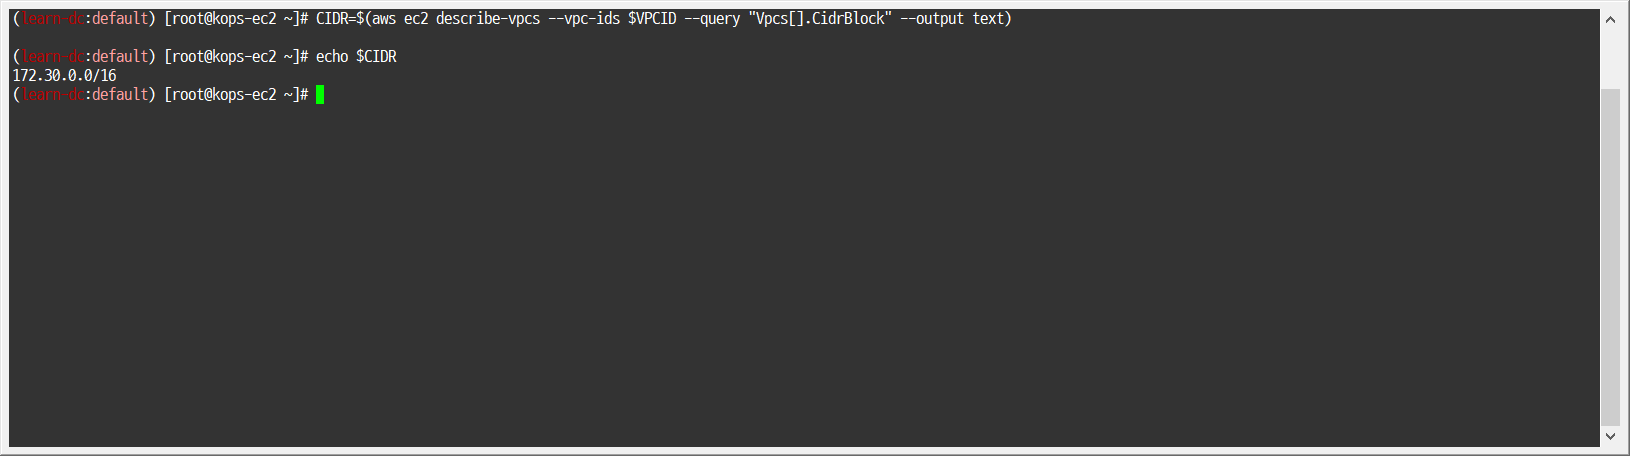 (learn-dc:default) [root@kops-ec2 ~]# CIDR=$(aws ec2 describe-vpcs --vpc-ids $VPCID --query "Vpcs[].CidrBlock" --output text)
(learn-dc:default) [root@kops-ec2 ~]# echo $CIDR
172.30.0.0/16
(learn-dc:default) [root@kops-ec2 ~]#